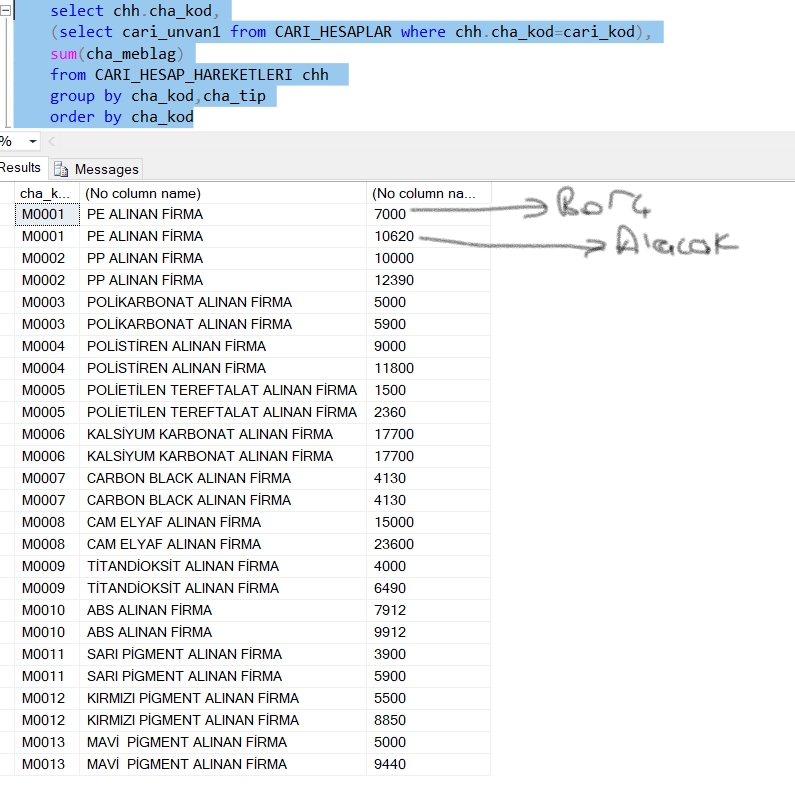 select chh.cha_kod,
(select cari_unvan1 from CARI_HESAPLAR where chh.cha_kod=cari_kod),
sum(cha_meblag)
from CARI_HESAP_HAREKETLERI chh
group by cha_kod,cha_tip
order by cha_kod
%
Results Messages
cha_k... (No column name) (No column na...
M0001 PE ALINAN FİRMA 7000 Borç
M0001 PE ALINAN FİRMA 10620 Alacak
M0002 PP ALINAN FİRMA 10000
M0002 PP ALINAN FİRMA 12390
M0003 POLİKARBONAT ALINAN FİRMA 5000
M0003 POLİKARBONAT ALINAN FİRMA 5900
M0004 POLİSTİREN ALINAN FİRMA 9000
M0004 POLİSTİREN ALINAN FİRMA 11800
M0005 POLİETİLEN TEREFTALAT ALINAN FİRMA 1500
M0005 POLİETİLEN TEREFTALAT ALINAN FİRMA 2360
M0006 KALSİYUM KARBONAT ALINAN FİRMA 17700
M0006 KALSİYUM KARBONAT ALINAN FİRMA 17700
M0007 CARBON BLACK ALINAN FİRMA 4130
M0007 CARBON BLACK ALINAN FİRMA 4130
M0008 CAM ELYAF ALINAN FİRMA 15000
M0008 CAM ELYAF ALINAN FİRMA 23600
M0009 TİTANDİOKSİT ALINAN FİRMA 4000
M0009 TİTANDİOKSİT ALINAN FİRMA 6490
M0010 ABS ALINAN FİRMA 7912
M0010 ABS ALINAN FİRMA 9912
M0011 SARI PİGMENT ALINAN FİRMA 3900
M0011 SARI PİGMENT ALINAN FİRMA 5900
M0012 KIRMIZI PİGMENT ALINAN FİRMA 5500
M0012 KIRMIZI PİGMENT ALINAN FİRMA 8850
M0013 MAVİ  PİGMENT ALINAN FİRMA 5000
M0013 MAVİ  PİGMENT ALINAN FİRMA 9440